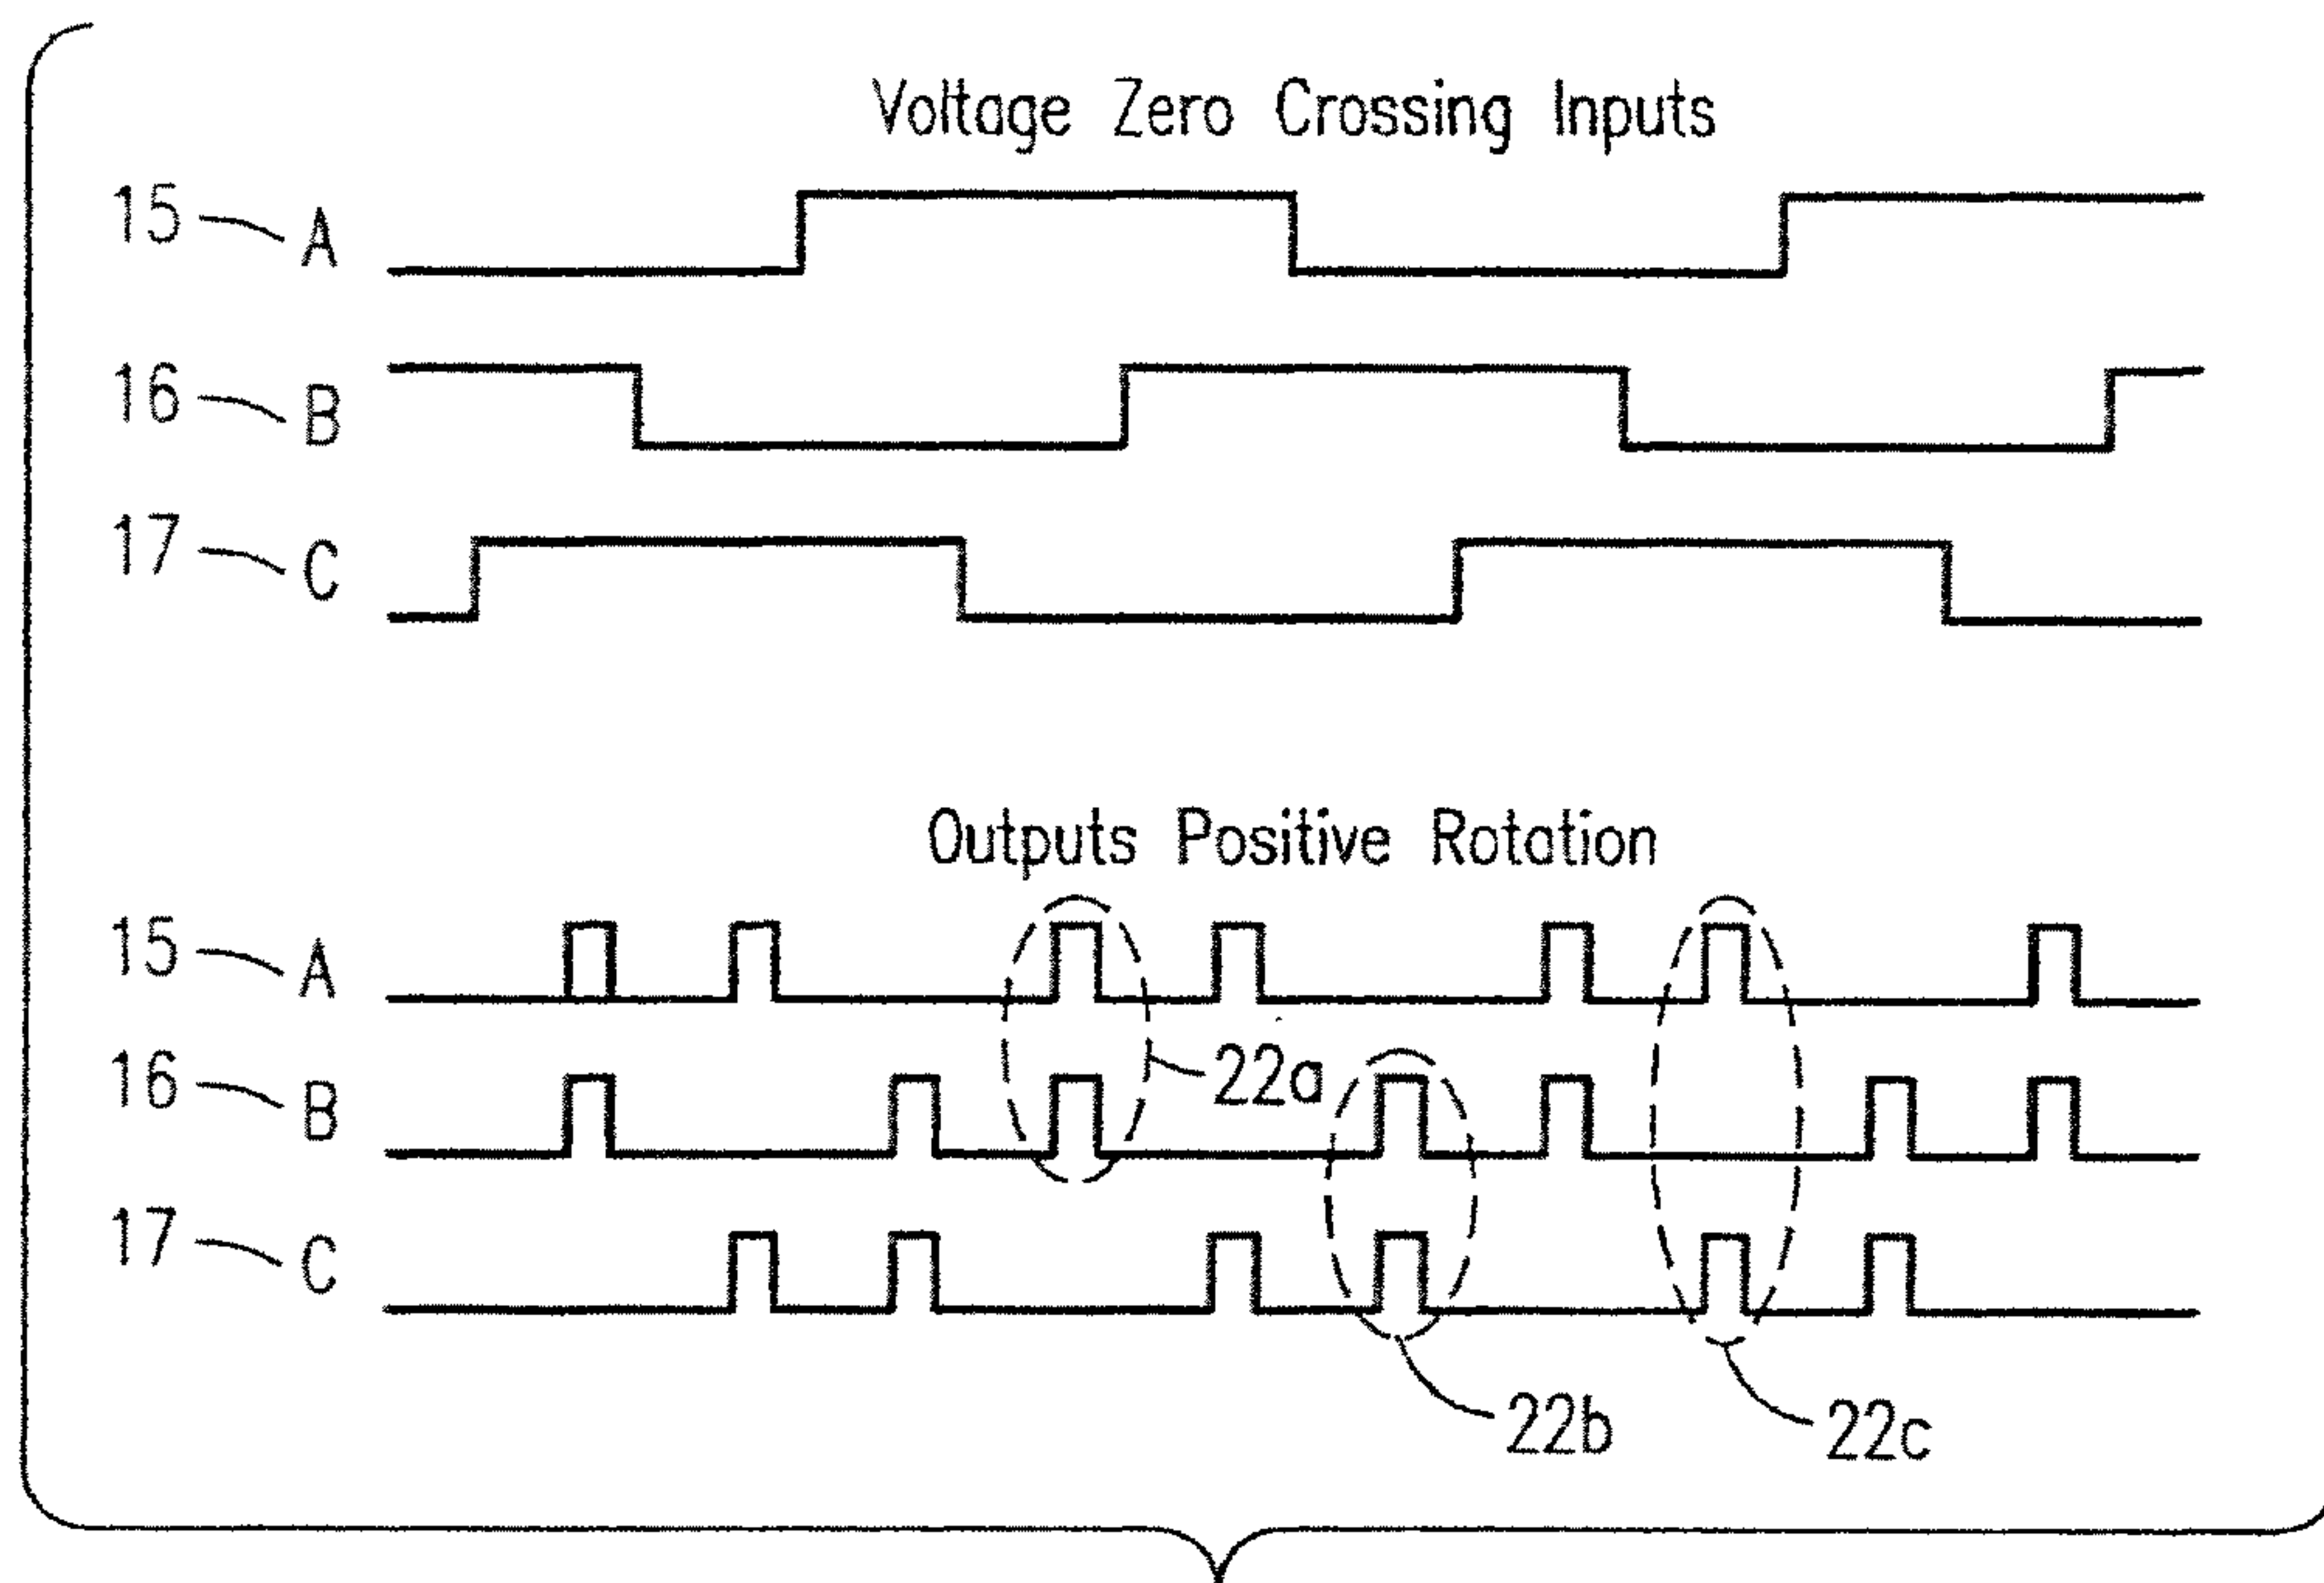 Voltage Zero Crossing Inputs
15 A
16 B
17 C
Outputs Positive Rotation
15 A
16 B
22a
17 C
22b
22c